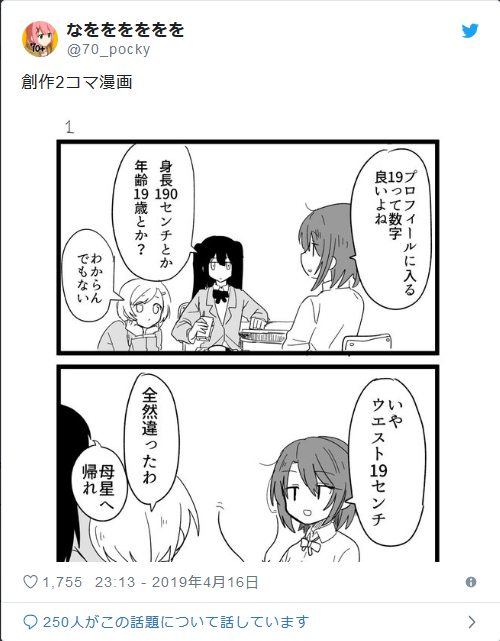 なををををををを
@70_pocky
創作2コマ漫画
1
プロフィールに入る
19って数字
良いよね
身長190センチとか
年齢19歳とか？
わからん
でもない
いや
ウエスト19センチ
全然違ったわ
母星へ
帰れ
1,755 23:13 - 2019年4月16日
250人がこの話題について話しています